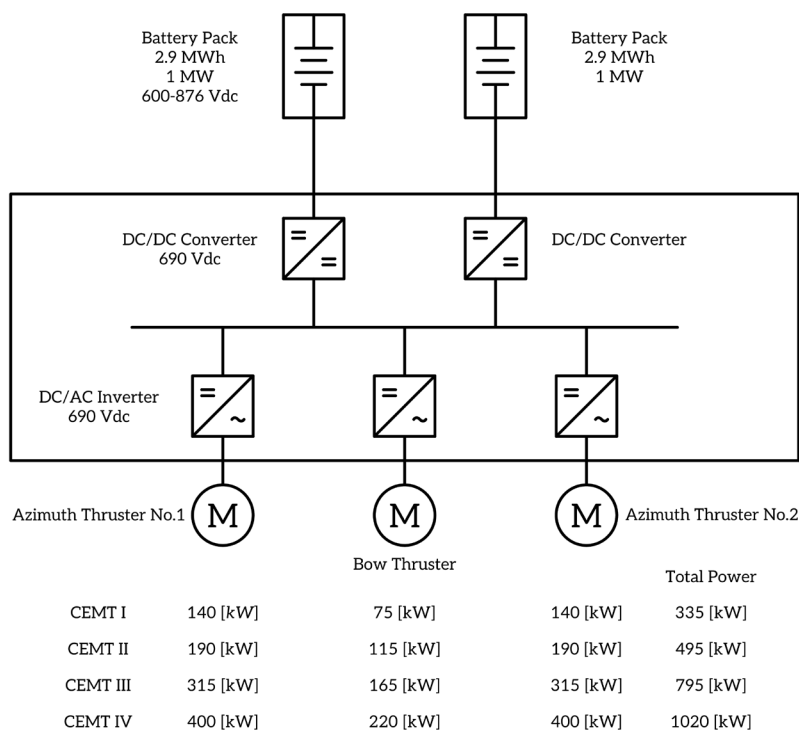 Battery Pack
2.9 MWh
1 MW
600-876 Vdc
Battery Pack
2.9 MWh
1 MW
DC/DC Converter
690 Vdc
DC/DC Converter
DC/AC Inverter
690 Vdc
Azimuth Thruster No.1
M
M
M
Azimuth Thruster No.2
Bow Thruster
Total Power
CEMT I 140 [kW] 75 [kW] 140 [kW] 335 [kW]
CEMT II 190 [kW] 115 [kW] 190 [kW] 495 [kW]
CEMT III 315 [kW] 165 [kW] 315 [kW] 795 [kW]
CEMT IV 400 [kW] 220 [kW] 400 [kW] 1020 [kW]